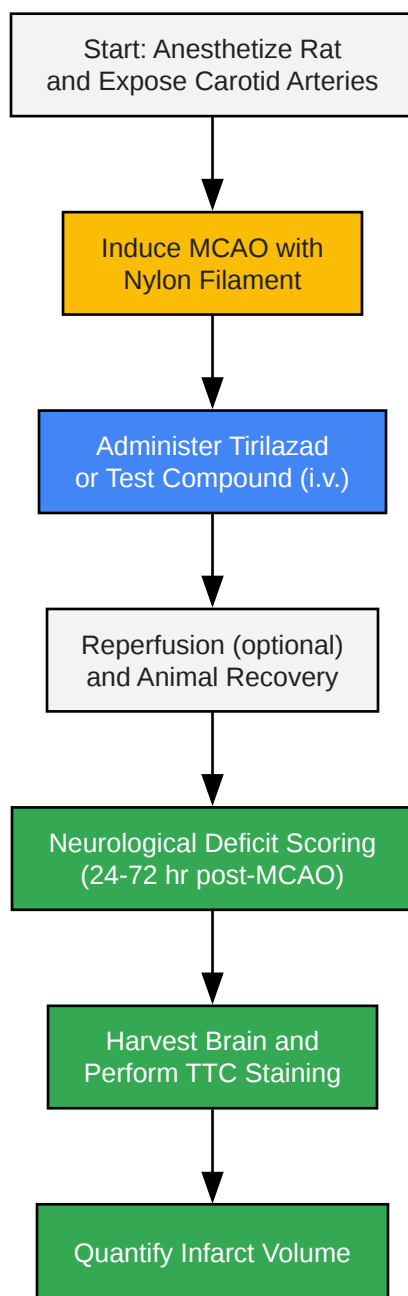 Start: Anesthetize Rat
and Expose Carotid Arteries
Induce MCAO with
Nylon Filament
Administer Tirilazad
or Test Compound (i.v.)
Reperfusion (optional)
and Animal Recovery
Neurological Deficit Scoring
(24-72 hr post-MCAO)
Harvest Brain and
Perform TTC Staining
Quantify Infarct Volume